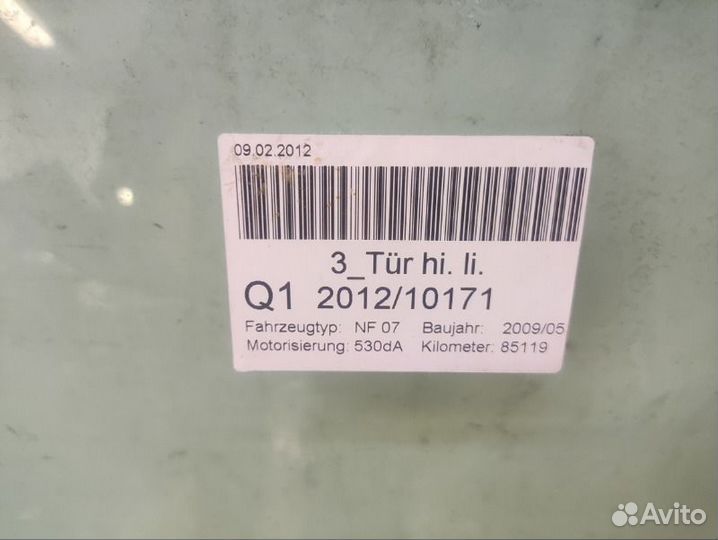 09.02.2012
3_Tür hi. li.
Q1 2012/10171
Fahrzeugtyp: NF 07 Baujahr: 2009/05
Motorisierung: 530dA Kilometer: 85119
Avito